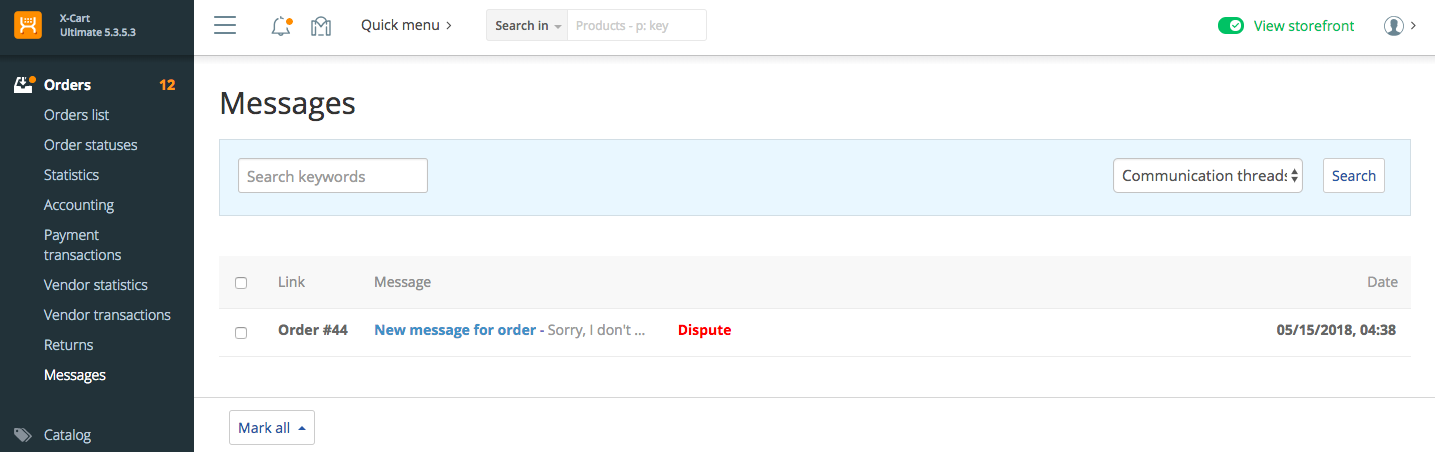 X-Cart
Ultimate 5.3.5.3
Quick menu
Search in
Products - p: key
View storefront
Orders 12
Orders list
Order statuses
Statistics
Accounting
Payment
transactions
Vendor statistics
Vendor transactions
Returns
Messages
Catalog
Messages
Search keywords
Communication threads
Search
Link Message Date
Order #44 New message for order - Sorry, I don't ... Dispute 05/15/2018, 04:38
Mark all